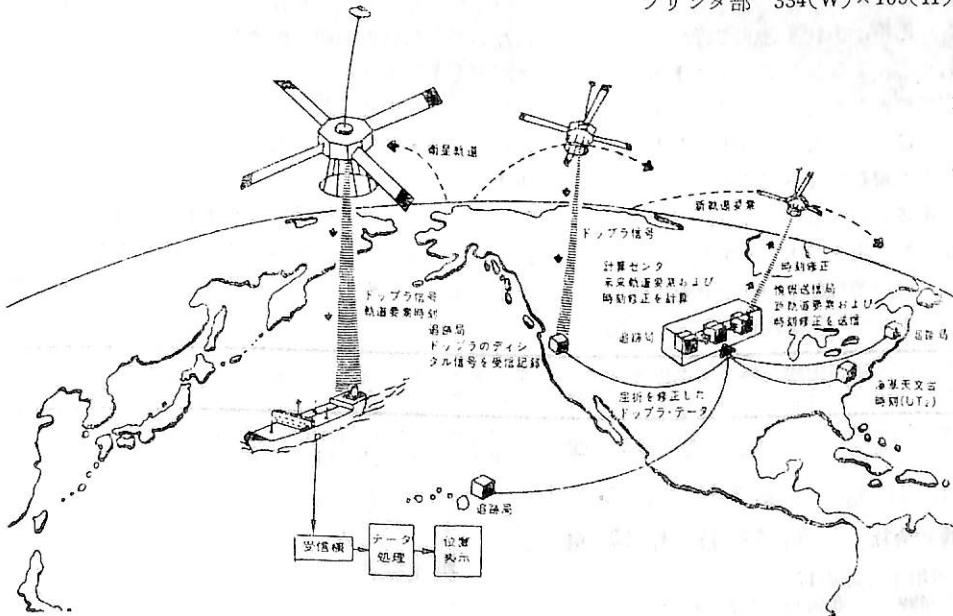 プリンタ部 334(W)×163(H)
衛星軌道
新軌道要素
ドップラ信号
計算センタ
未来軌道要素および
時刻修正を計算
時刻修正
情報送信局
新軌道要素および
時刻修正を送信
ドップラ信号
軌道要素時刻
追跡局
ドップラのディジ
タル信号を受信記録
追跡局
追跡局
屈折を修正した
ドップラ・データ
海軍天文台
時刻(UT₂)
追跡局
受信機
データ
処理
位置
表示